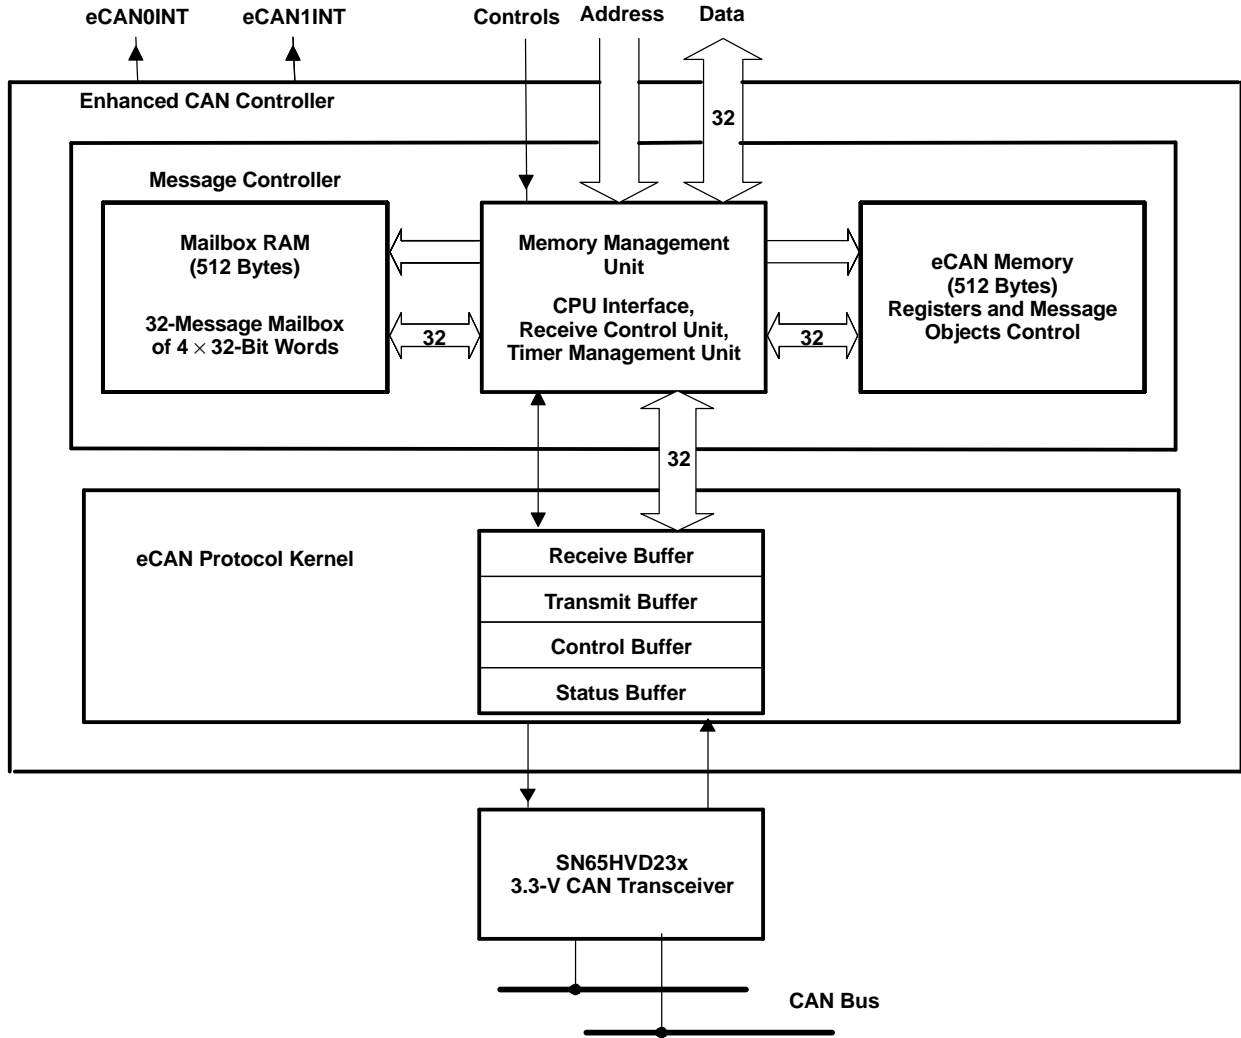 eCAN0INT
eCAN1INT
Controls
Address
Data
Enhanced CAN Controller
32
Message Controller
Mailbox RAM
(512 Bytes)
32-Message Mailbox
of 4 × 32-Bit Words
32
Memory Management
Unit
CPU Interface,
Receive Control Unit,
Timer Management Unit
32
eCAN Memory
(512 Bytes)
Registers and Message
Objects Control
32
eCAN Protocol Kernel
Receive Buffer
Transmit Buffer
Control Buffer
Status Buffer
SN65HVD23x
3.3-V CAN Transceiver
CAN Bus